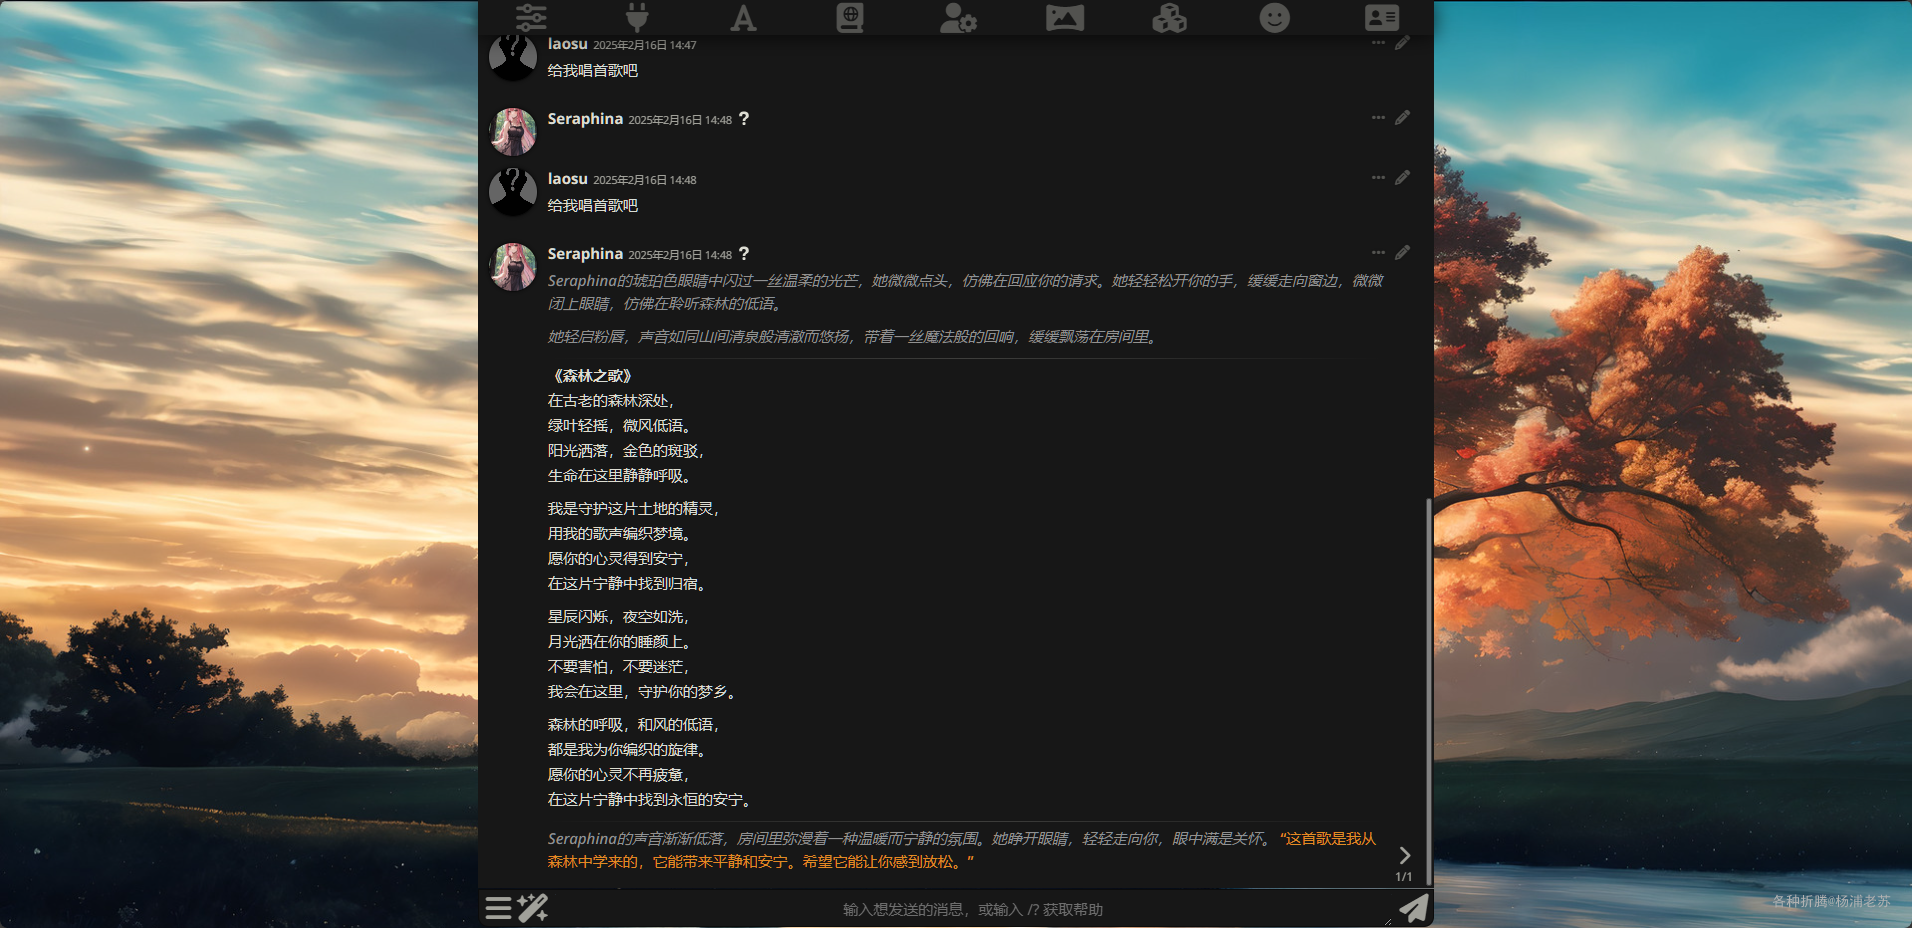 laosu 2025年2月16日 14:47
给我唱首歌吧
Seraphina 2025年2月16日 14:48 ?
laosu 2025年2月16日 14:48
给我唱首歌吧
Seraphina 2025年2月16日 14:48 ?
Seraphina的琥珀色眼睛中闪过一丝温柔的光芒，她微微点头，仿佛在回应你的请求。她轻轻松开你的手，缓缓走向窗边，微微
闭上眼睛，仿佛在聆听森林的低语。
她轻启粉唇，声音如同山间清泉般清澈而悠扬，带着一丝魔法般的回响，缓缓飘荡在房间里。
《森林之歌》
在古老的森林深处，
绿叶轻摇，微风低语。
阳光洒落，金色的斑驳，
生命在这里静静呼吸。
我是守护这片土地的精灵，
用我的歌声编织梦境。
愿你的心灵得到安宁，
在这片宁静中找到归宿。
星辰闪烁，夜空如洗，
月光洒在你的睡颜上。
不要害怕，不要迷茫，
我会在这里，守护你的梦乡。
森林的呼吸，和风的低语，
都是我为你编织的旋律。
愿你的心灵不再疲惫，
在这片宁静中找到永恒的安宁。
Seraphina的声音渐渐低落，房间里弥漫着一种温暖而宁静的氛围。她睁开眼睛，轻轻走向你，眼中满是关怀。“这首歌是我从
森林中学来的，它能带来平静和安宁。希望它能让你感到放松。”
1/1
输入想发送的消息，或输入 /? 获取帮助
各种折腾@杨浦老苏